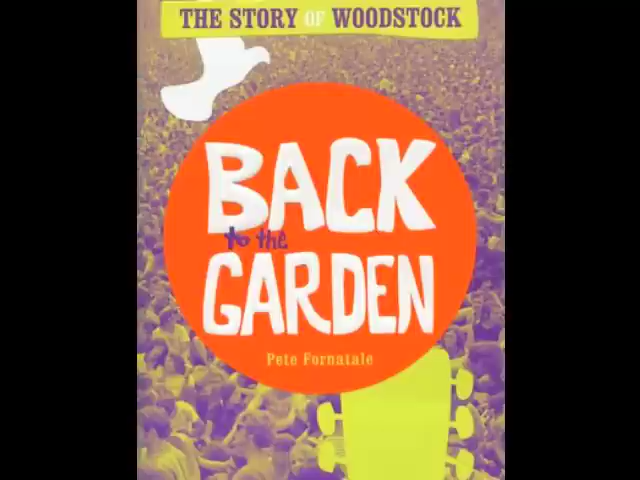 THE STORY OF WOODSTOCK
BACK
to the
GARDEN
Pete Fornatale